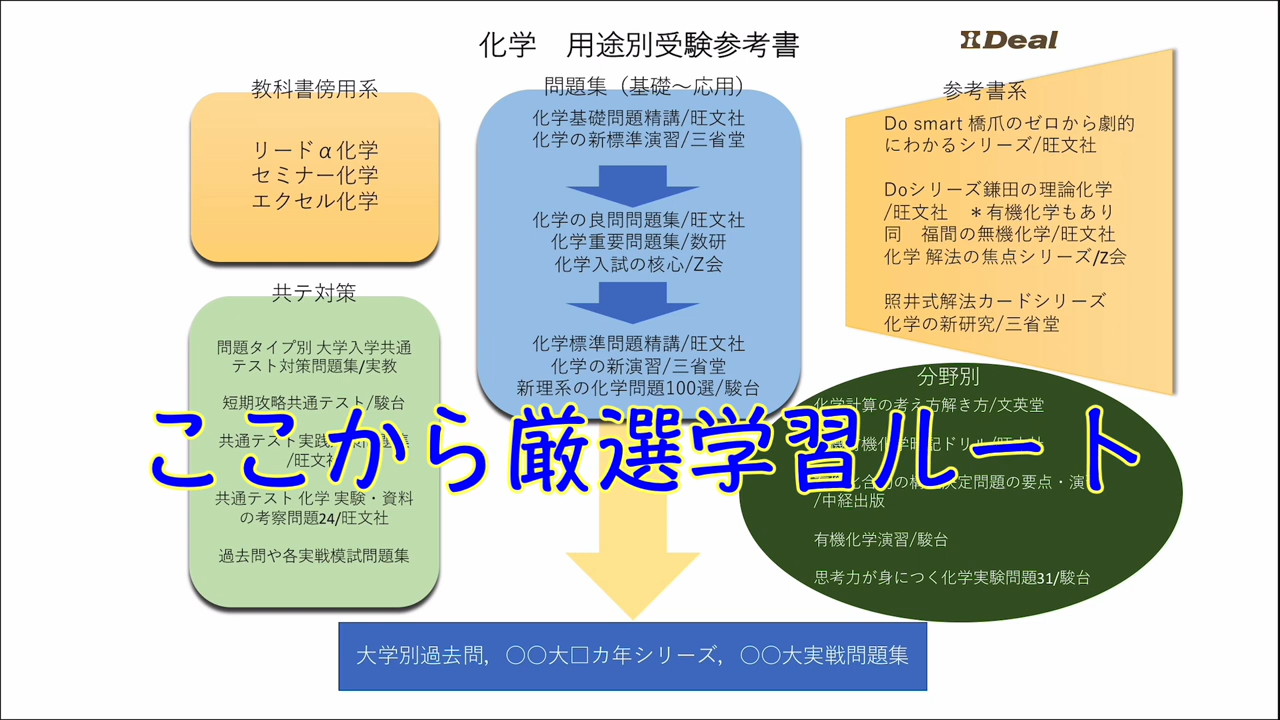 化学　用途別受験参考書
iDeal
教科書傍用系
リードα化学
セミナー化学
エクセル化学
共テ対策
問題タイプ別 大学入学共通
テスト対策問題集/実教
短期攻略共通テスト/駿台
共通テスト実践
/旺文
共通テスト 化学 実験・資料
の考察問題24/旺文社
過去問や各実戦模試問題集
問題集（基礎～応用）
化学基礎問題精講/旺文社
化学の新標準演習/三省堂
化学の良問問題集/旺文社
化学重要問題集/数研
化学入試の核心/Z会
化学標準問題精講/旺文社
化学の新演習/三省堂
新理系の化学問題100選/駿台
参考書系
Do smart 橋爪のゼロから劇的
にわかるシリーズ/旺文社
Doシリーズ鎌田の理論化学
/旺文社　＊有機化学もあり
同　福間の無機化学/旺文社
化学 解法の焦点シリーズ/Z会
照井式解法カードシリーズ
化学の新研究/三省堂
分野別
化学計算の考え方解き方/文英堂
ドリル/旺文社
決定問題の要点・演
/中経出版
有機化学演習/駿台
思考力が身につく化学実験問題31/駿台
ここから厳選学習ルート
大学別過去問，〇〇大□カ年シリーズ，〇〇大実戦問題集